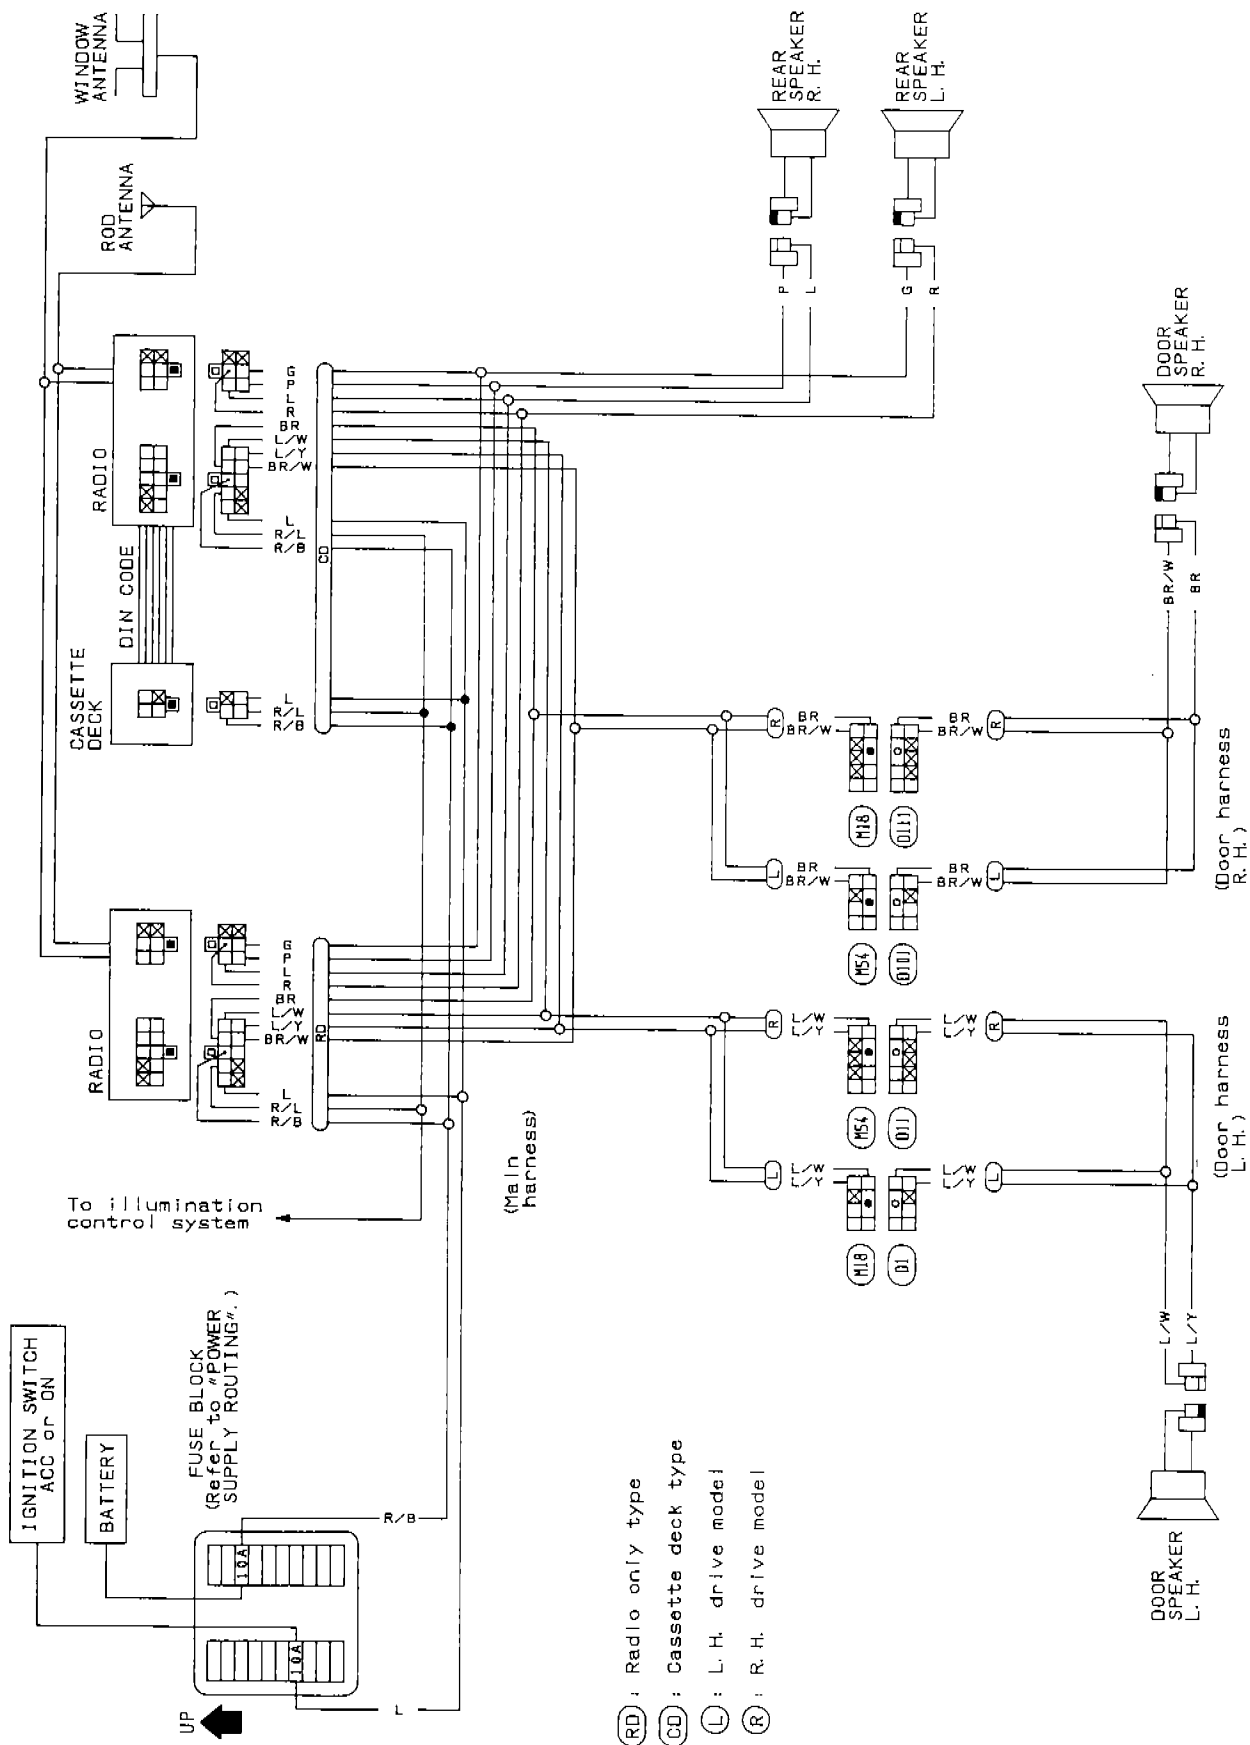 WINDOW
ANTENNA
ROD
ANTENNA
RADIO
DIN CODE
CASSETTE
DECK
RADIO
G
P
L
R
BR
L/W
L/Y
BR/W
L
R/L
R/B
CD
L
R/L
R/B
G
P
L
R
BR
L/W
L/Y
BR/W
L
R/L
R/B
RD
To illumination
control system
(Main
harness)
IGNITION SWITCH
ACC or ON
BATTERY
FUSE BLOCK
(Refer to "POWER
SUPPLY ROUTING".)
10A
10A
UP
R/B
L
REAR
SPEAKER
R. H.
REAR
SPEAKER
L. H.
P
L
G
R
DOOR
SPEAKER
R. H.
BR/W
BR
R
BR
BR/W
M18
D111
BR
BR/W
R
L
BR
BR/W
M54
D101
BR
BR/W
L
(Door harness
R. H.)
R
L/W
L/Y
M54
D11
L/W
L/Y
R
L
L/W
L/Y
M18
D1
L/W
L/Y
L
(Door harness
L. H.)
L/W
L/Y
DOOR
SPEAKER
L. H.
RD : Radio only type
CD : Cassette deck type
L : L. H. drive model
R : R. H. drive model